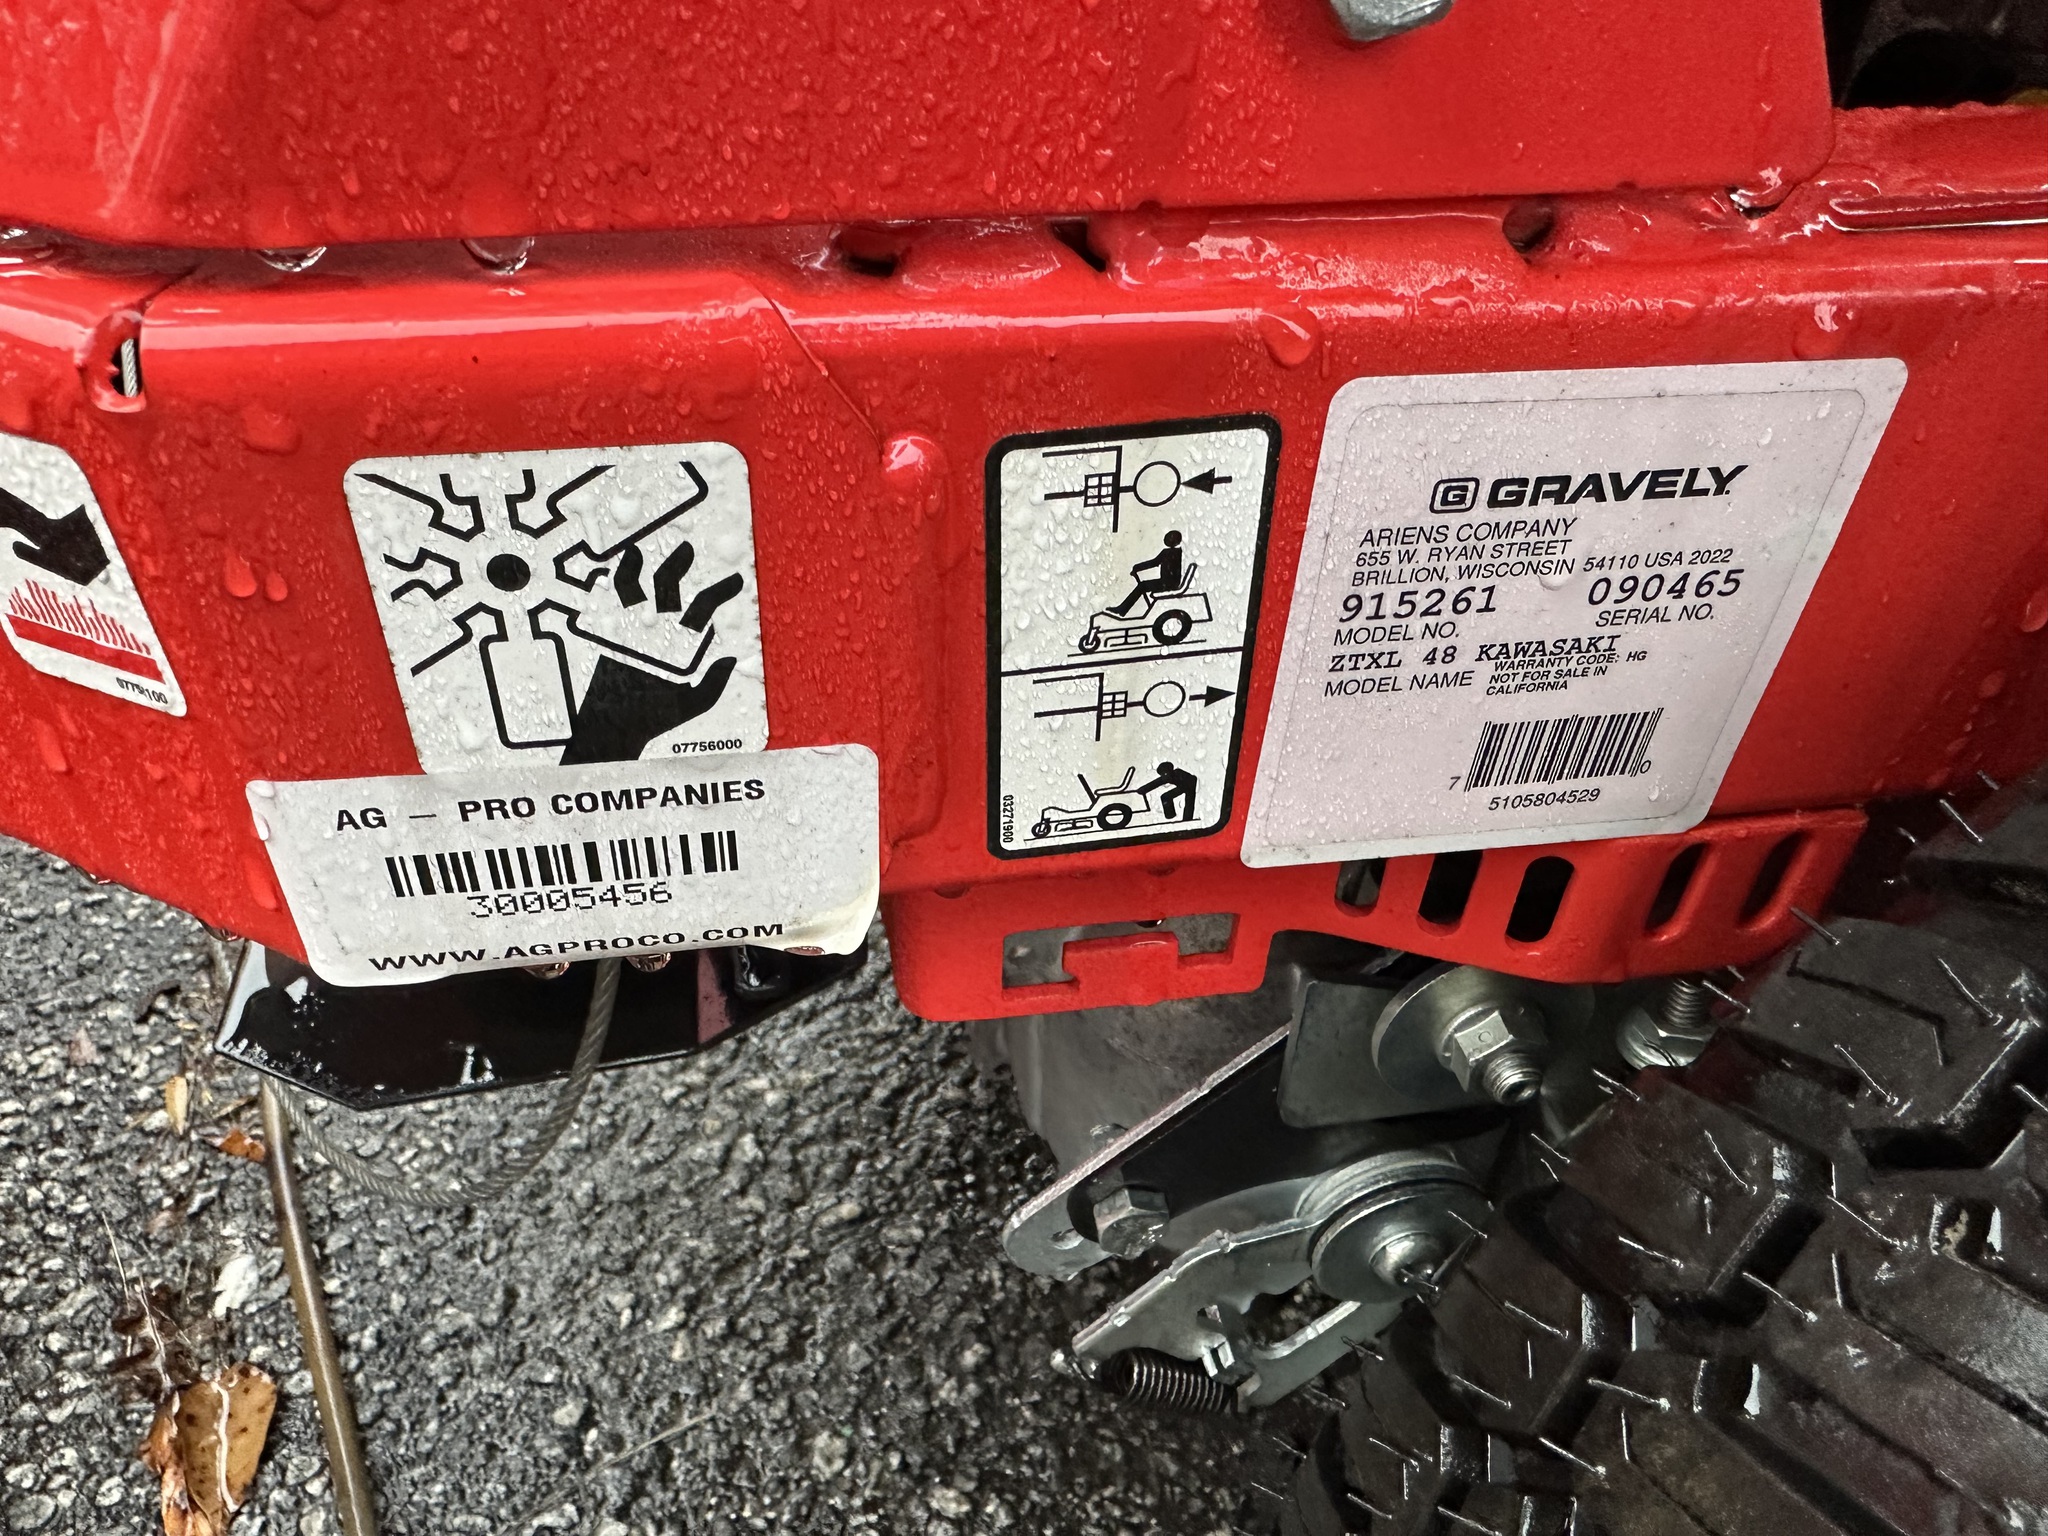 07756000
AG - PRO COMPANIES
30005456
WWW.AGPROCO.COM
03271900
G GRAVELY
ARIENS COMPANY
655 W. RYAN STREET
BRILLION, WISCONSIN 54110 USA 2022
915261 090465
MODEL NO. SERIAL NO.
ZTXL 48 KAWASAKI
MODEL NAME
WARRANTY CODE: HG
NOT FOR SALE IN
CALIFORNIA
7 5105804529 0